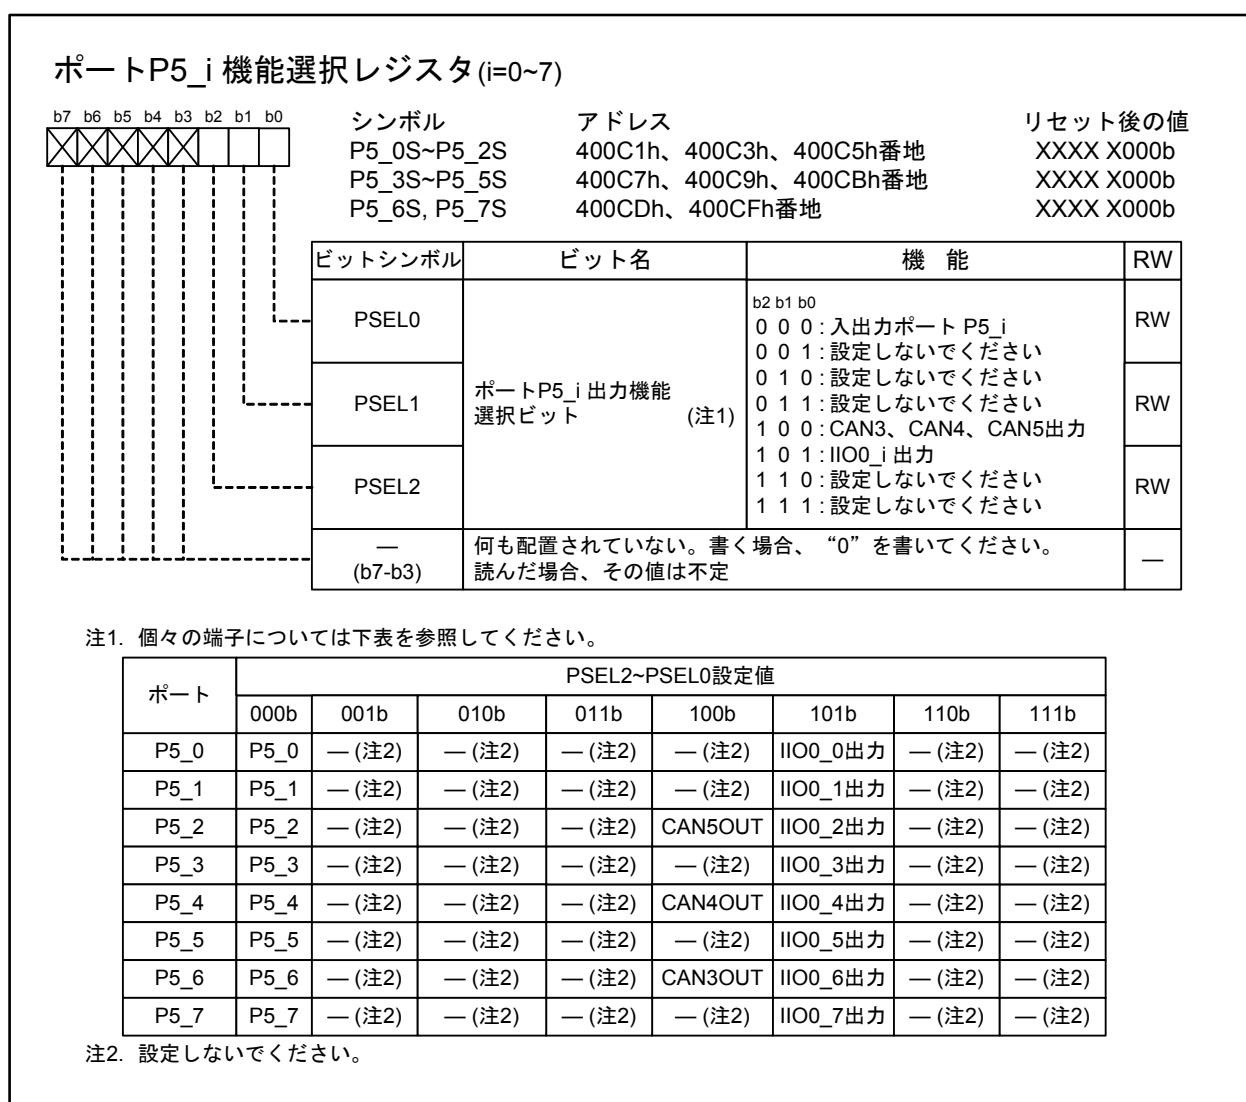 ポートP5_i 機能選択レジスタ(i=0~7)
b7 b6 b5 b4 b3 b2 b1 b0
シンボル アドレス リセット後の値
P5_0S~P5_2S 400C1h、400C3h、400C5h番地 XXXX X000b
P5_3S~P5_5S 400C7h、400C9h、400CBh番地 XXXX X000b
P5_6S, P5_7S 400CDh、400CFh番地 XXXX X000b
ビットシンボル ビット名 機 能 RW
PSEL0 RW
PSEL1 RW
PSEL2 RW
ポートP5_i 出力機能
選択ビット (注1)
b2 b1 b0
0 0 0 : 入出力ポート P5_i
0 0 1 : 設定しないでください
0 1 0 : 設定しないでください
0 1 1 : 設定しないでください
1 0 0 : CAN3、CAN4、CAN5出力
1 0 1 : IIO0_i 出力
1 1 0 : 設定しないでください
1 1 1 : 設定しないでください
—
(b7-b3)
何も配置されていない。書く場合、“0”を書いてください。
読んだ場合、その値は不定
—
注1. 個々の端子については下表を参照してください。
ポート PSEL2~PSEL0設定値
000b 001b 010b 011b 100b 101b 110b 111b
P5_0 P5_0 — (注2) — (注2) — (注2) — (注2) IIO0_0出力 — (注2) — (注2)
P5_1 P5_1 — (注2) — (注2) — (注2) — (注2) IIO0_1出力 — (注2) — (注2)
P5_2 P5_2 — (注2) — (注2) — (注2) CAN5OUT IIO0_2出力 — (注2) — (注2)
P5_3 P5_3 — (注2) — (注2) — (注2) — (注2) IIO0_3出力 — (注2) — (注2)
P5_4 P5_4 — (注2) — (注2) — (注2) CAN4OUT IIO0_4出力 — (注2) — (注2)
P5_5 P5_5 — (注2) — (注2) — (注2) — (注2) IIO0_5出力 — (注2) — (注2)
P5_6 P5_6 — (注2) — (注2) — (注2) CAN3OUT IIO0_6出力 — (注2) — (注2)
P5_7 P5_7 — (注2) — (注2) — (注2) — (注2) IIO0_7出力 — (注2) — (注2)
注2. 設定しないでください。